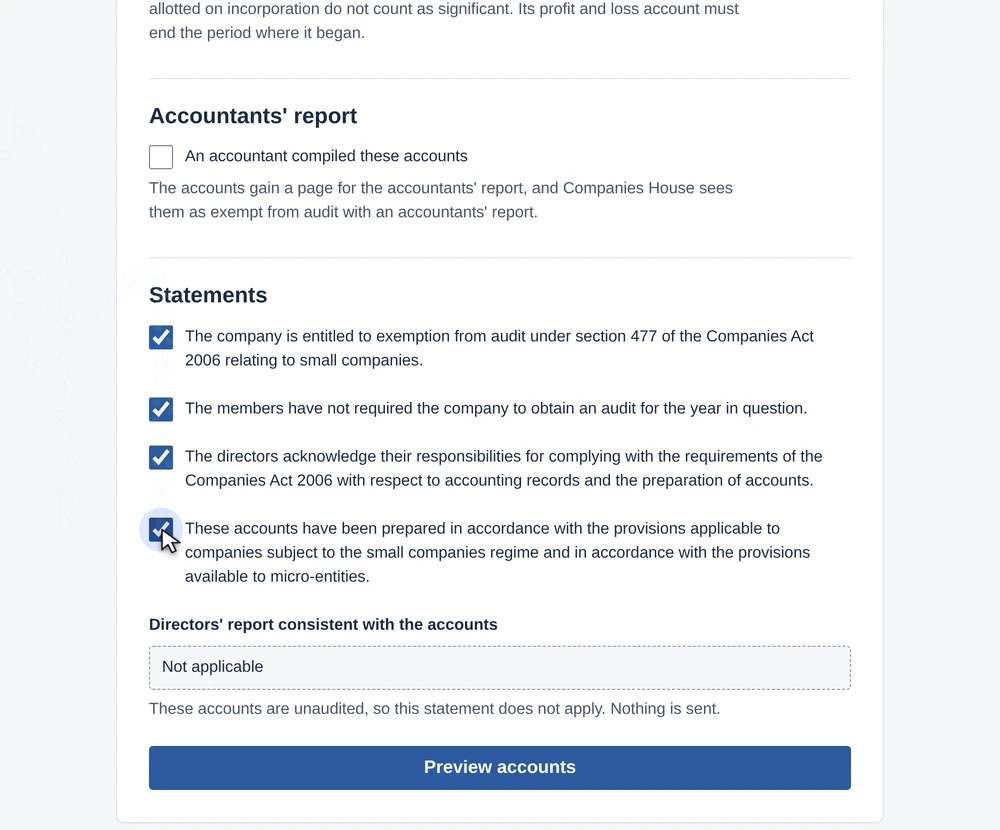 allotted on incorporation do not count as significant. Its profit and loss account must
end the period where it began.
Accountants' report
An accountant compiled these accounts
The accounts gain a page for the accountants' report, and Companies House sees
them as exempt from audit with an accountants' report.
Statements
The company is entitled to exemption from audit under section 477 of the Companies Act
2006 relating to small companies.
The members have not required the company to obtain an audit for the year in question.
The directors acknowledge their responsibilities for complying with the requirements of the
Companies Act 2006 with respect to accounting records and the preparation of accounts.
These accounts have been prepared in accordance with the provisions applicable to
companies subject to the small companies regime and in accordance with the provisions
available to micro-entities.
Directors' report consistent with the accounts
Not applicable
These accounts are unaudited, so this statement does not apply. Nothing is sent.
Preview accounts